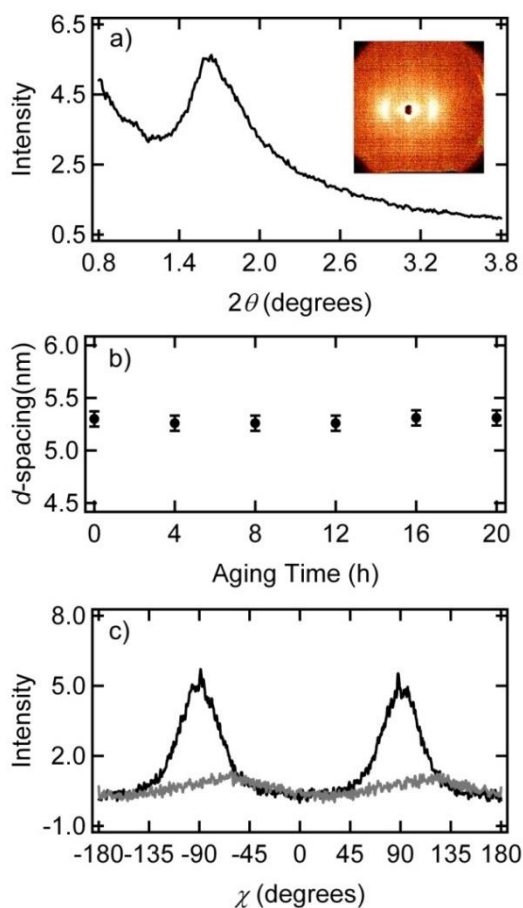 6.5
a)
4.5
2.5
0.5
Intensity
0.8 1.4 2.0 2.6 3.2 3.8
2θ (degrees)
6.0
b)
5.5
5.0
4.5
d-spacing(nm)
0 4 8 12 16 20
Aging Time (h)
8.0
c)
5.0
2.0
-1.0
Intensity
-180 -135 -90 -45 0 45 90 135 180
χ (degrees)